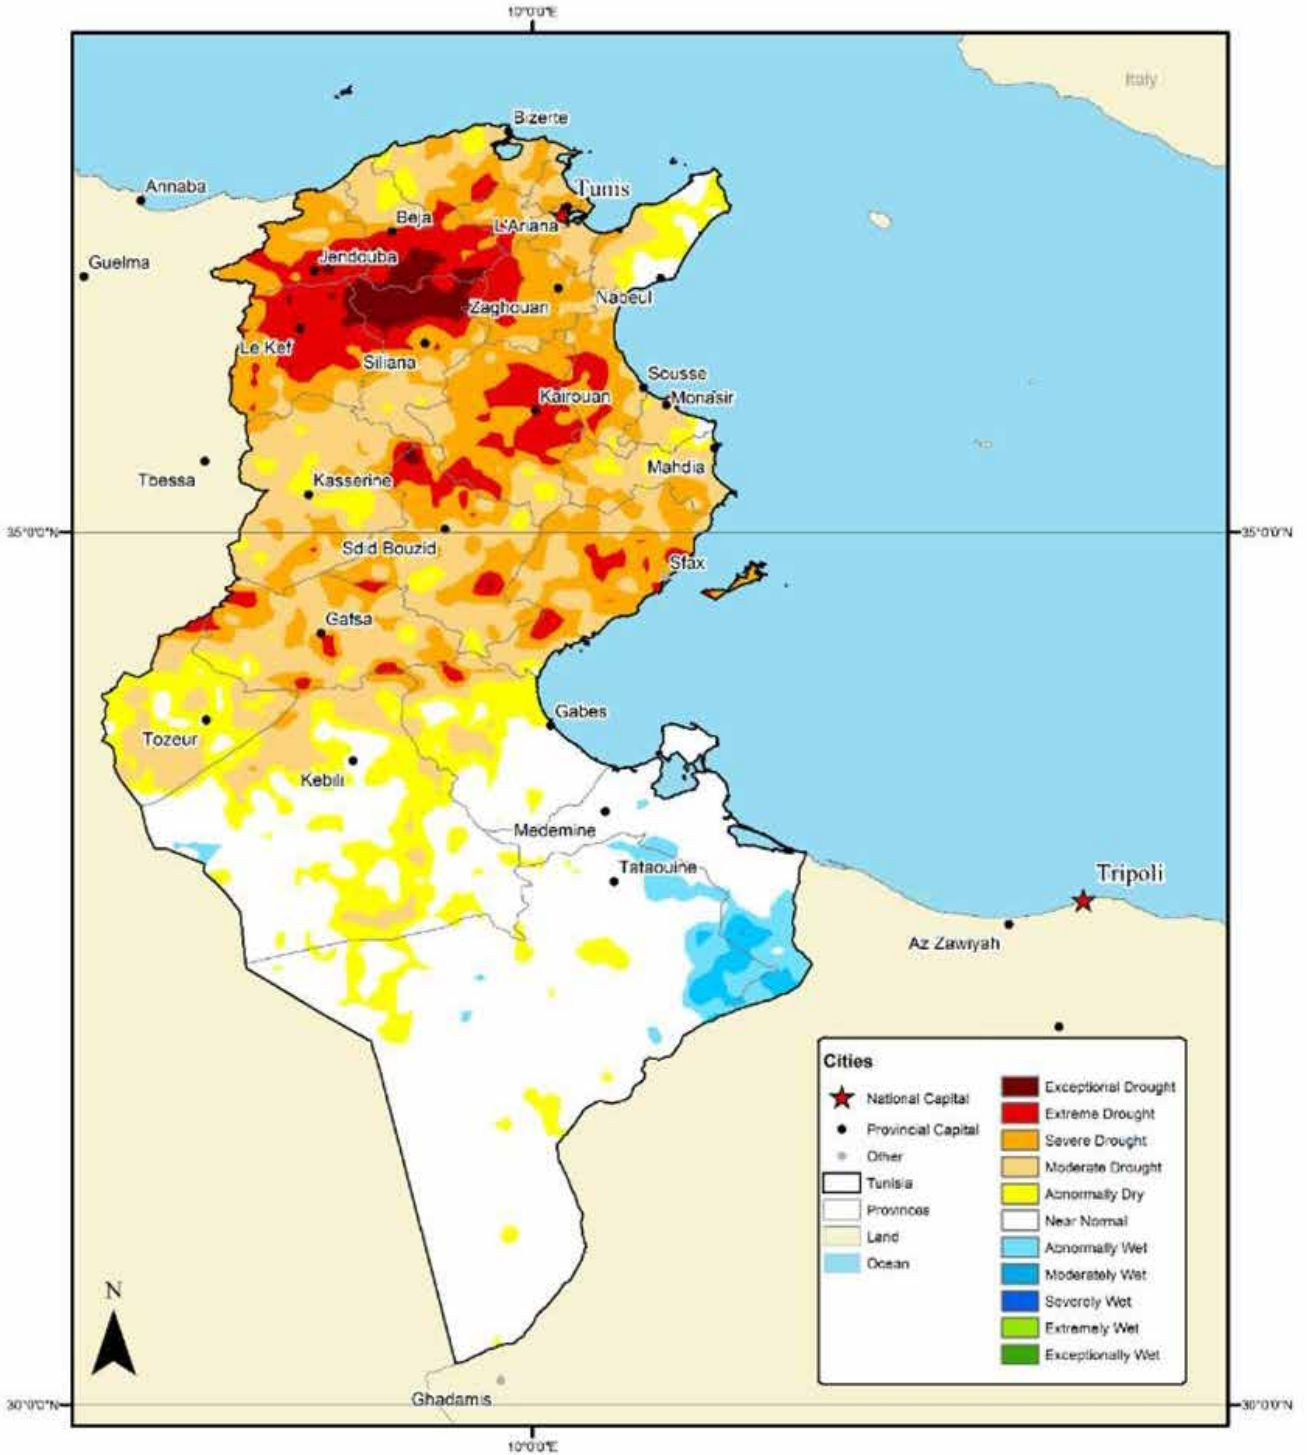 10°0'0"E
Italy
Bizerte
Annaba
Tunis
Beja
L'Ariana
Jendouba
Guelma
Nabeul
Zaghouan
Le Kef
Siliana
Sousse
Kairouan
Monasir
Mahdia
Tbessa
Kasserine
35°0'0"N
35°0'0"N
Sdid Bouzid
Sfax
Gafsa
Gabes
Tozeur
Kebili
Medemine
Tataouine
Tripoli
Az Zawiyah
Cities
National Capital
Provincial Capital
Other
Tunisia
Provinces
Land
Ocean
Exceptional Drought
Extreme Drought
Severe Drought
Moderate Drought
Abnormally Dry
Near Normal
Abnormally Wet
Moderately Wet
Severely Wet
Extremely Wet
Exceptionally Wet
N
Ghadamis
30°0'0"N
30°0'0"N
10°0'0"E